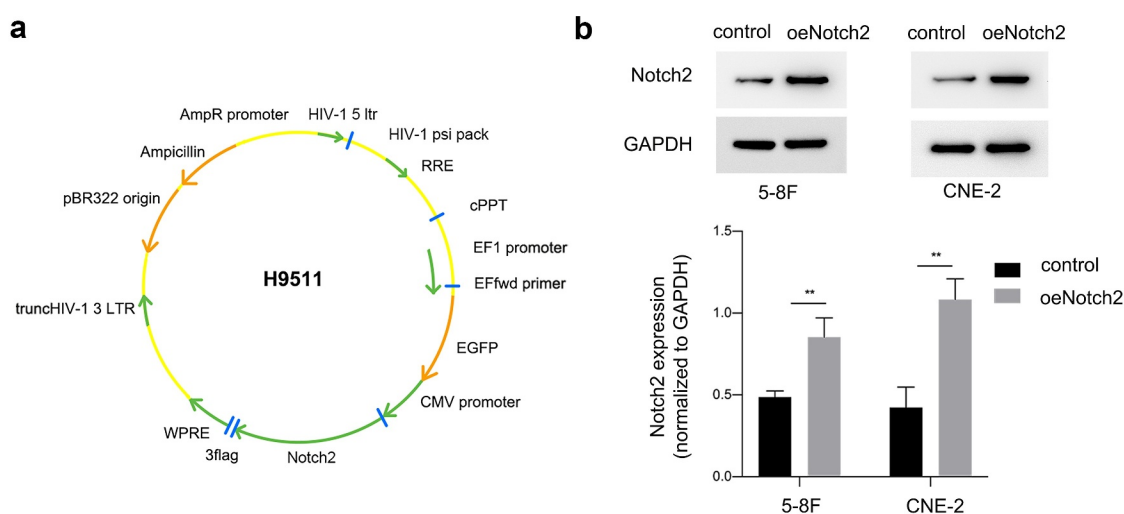 a
AmpR promoter
HIV-1 5 ltr
HIV-1 psi pack
RRE
Ampicillin
pBR322 origin
cPPT
EF1 promoter
H9511
EFfwd primer
truncHIV-1 3 LTR
EGFP
CMV promoter
WPRE
3flag
Notch2
b
control oeNotch2
control oeNotch2
Notch2
GAPDH
5-8F
CNE-2
Notch2 expression
(normalized to GAPDH)
1.5
1.0
0.5
0.0
**
**
control
oeNotch2
5-8F
CNE-2